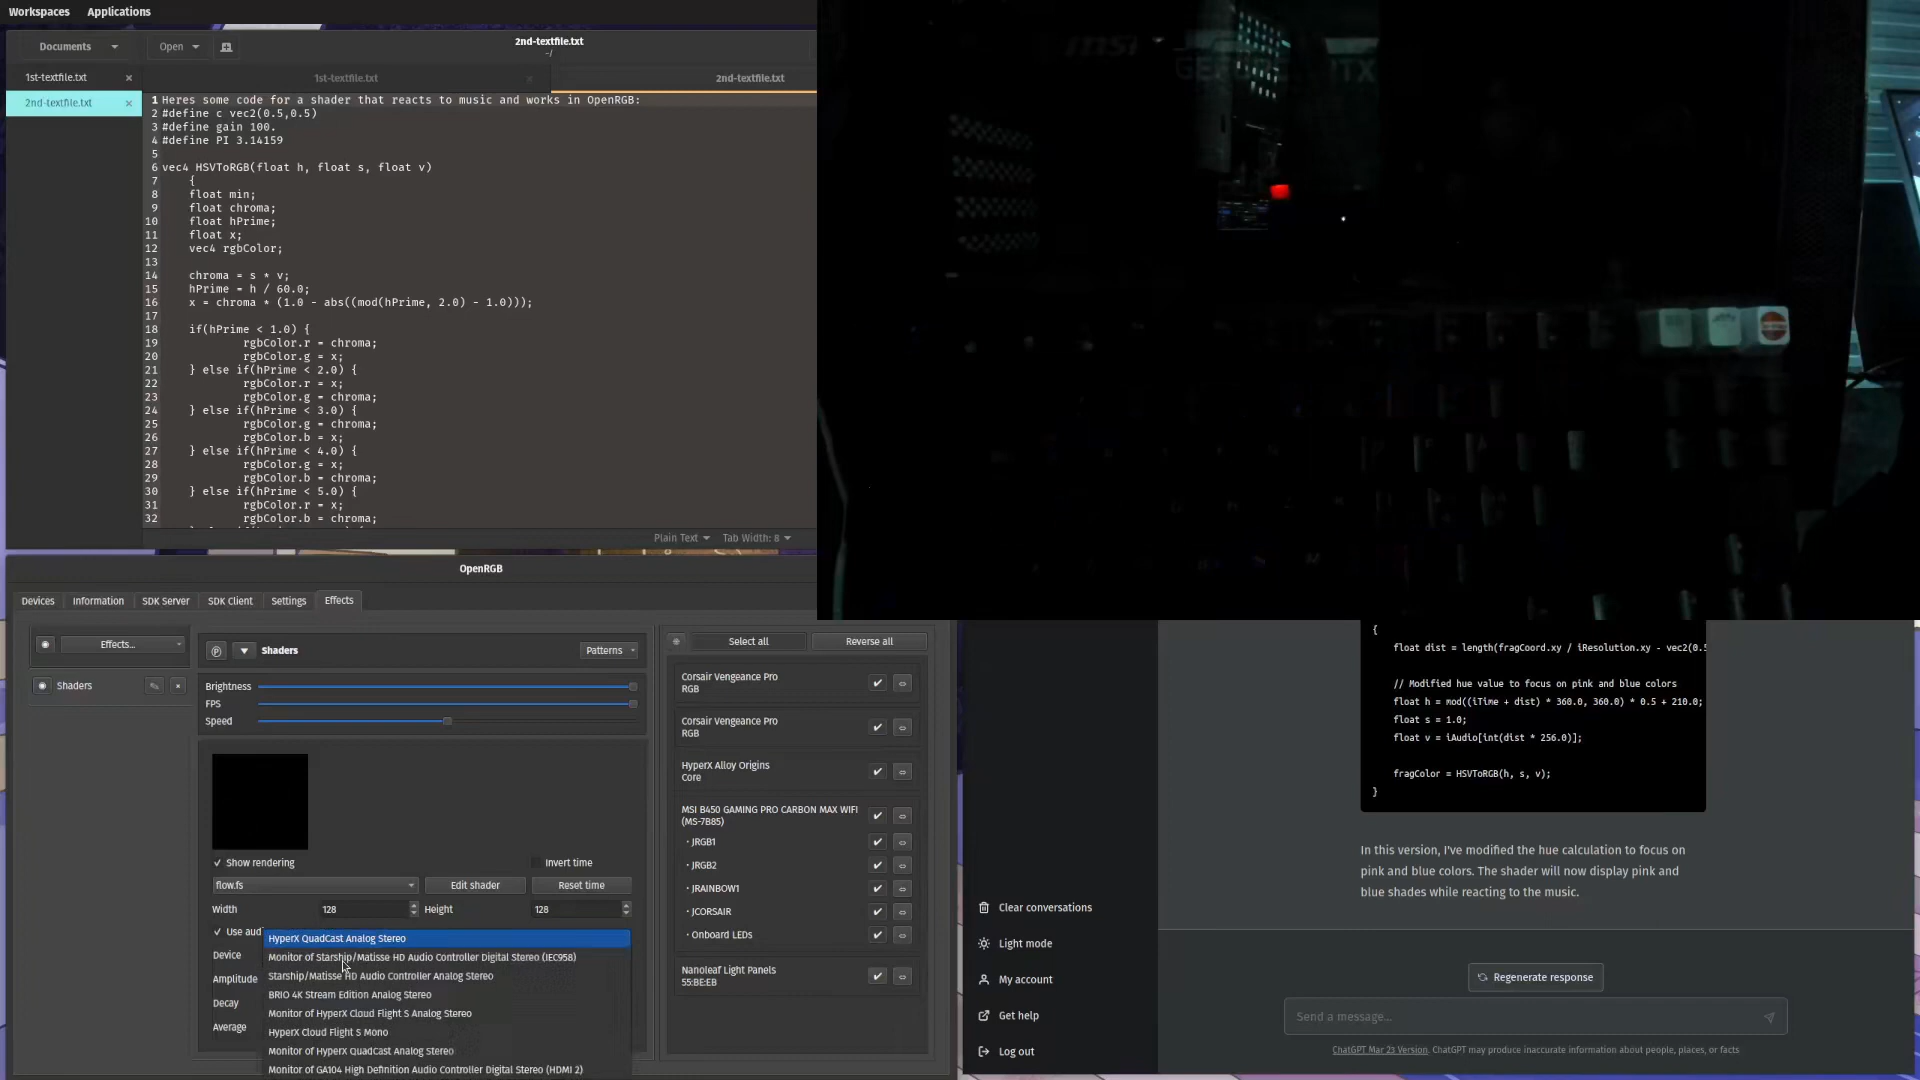 Workspaces Applications
Documents
Open
2nd-textfile.txt
~/
1st-textfile.txt
2nd-textfile.txt
1st-textfile.txt
2nd-textfile.txt
1 Heres some code for a shader that reacts to music and works in OpenRGB:
2 #define c vec2(0.5,0.5)
3 #define gain 100.
4 #define PI 3.14159
5
6 vec4 HSVToRGB(float h, float s, float v)
7 {
8 float min;
9 float chroma;
10 float hPrime;
11 float x;
12 vec4 rgbColor;
13
14 chroma = s * v;
15 hPrime = h / 60.0;
16 x = chroma * (1.0 - abs((mod(hPrime, 2.0) - 1.0)));
17
18 if(hPrime < 1.0) {
19 rgbColor.r = chroma;
20 rgbColor.g = x;
21 } else if(hPrime < 2.0) {
22 rgbColor.r = x;
23 rgbColor.g = chroma;
24 } else if(hPrime < 3.0) {
25 rgbColor.g = chroma;
26 rgbColor.b = x;
27 } else if(hPrime < 4.0) {
28 rgbColor.g = x;
29 rgbColor.b = chroma;
30 } else if(hPrime < 5.0) {
31 rgbColor.r = x;
32 rgbColor.b = chroma;
Plain Text
Tab Width: 8
msi
GEFORCE RTX
OpenRGB
Devices Information SDK Server SDK Client Settings Effects
Effects...
Shaders
Shaders
Patterns
Brightness
FPS
Speed
Show rendering
Invert time
flow.fs
Edit shader
Reset time
Width 128
Height 128
Use aud
Device
Amplitude
Decay
Average
HyperX QuadCast Analog Stereo
Monitor of Starship/Matisse HD Audio Controller Digital Stereo (IEC958)
Starship/Matisse HD Audio Controller Analog Stereo
BRIO 4K Stream Edition Analog Stereo
Monitor of HyperX Cloud Flight S Analog Stereo
HyperX Cloud Flight S Mono
Monitor of HyperX QuadCast Analog Stereo
Monitor of GA104 High Definition Audio Controller Digital Stereo (HDMI 2)
Select all
Reverse all
Corsair Vengeance Pro
RGB
Corsair Vengeance Pro
RGB
HyperX Alloy Origins
Core
MSI B450 GAMING PRO CARBON MAX WIFI
(MS-7B85)
· JRGB1
· JRGB2
· JRAINBOW1
· JCORSAIR
· Onboard LEDs
Nanoleaf Light Panels
55:BE:EB
Clear conversations
Light mode
My account
Get help
Log out
{
float dist = length(fragCoord.xy / iResolution.xy - vec2(0.5
// Modified hue value to focus on pink and blue colors
float h = mod((iTime + dist) * 360.0, 360.0) * 0.5 + 210.0;
float s = 1.0;
float v = iAudio[int(dist * 256.0)];
fragColor = HSVToRGB(h, s, v);
}
In this version, I've modified the hue calculation to focus on
pink and blue colors. The shader will now display pink and
blue shades while reacting to the music.
Regenerate response
Send a message...
ChatGPT Mar 23 Version. ChatGPT may produce inaccurate information about people, places, or facts